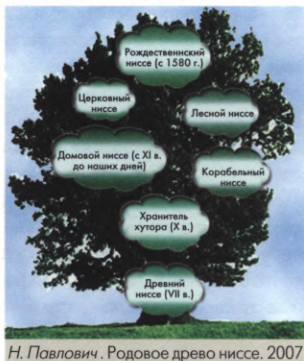 Рождественнский
ниссе (с 1580 г.)
Церковный
ниссе
Лесной ниссе
Домовой ниссе (с XI в.
до наших дней)
Корабельный
ниссе
Хранитель
хутора (X в.)
Древний
ниссе (VII в.)
Н. Павлович. Родовое древо ниссе. 2007